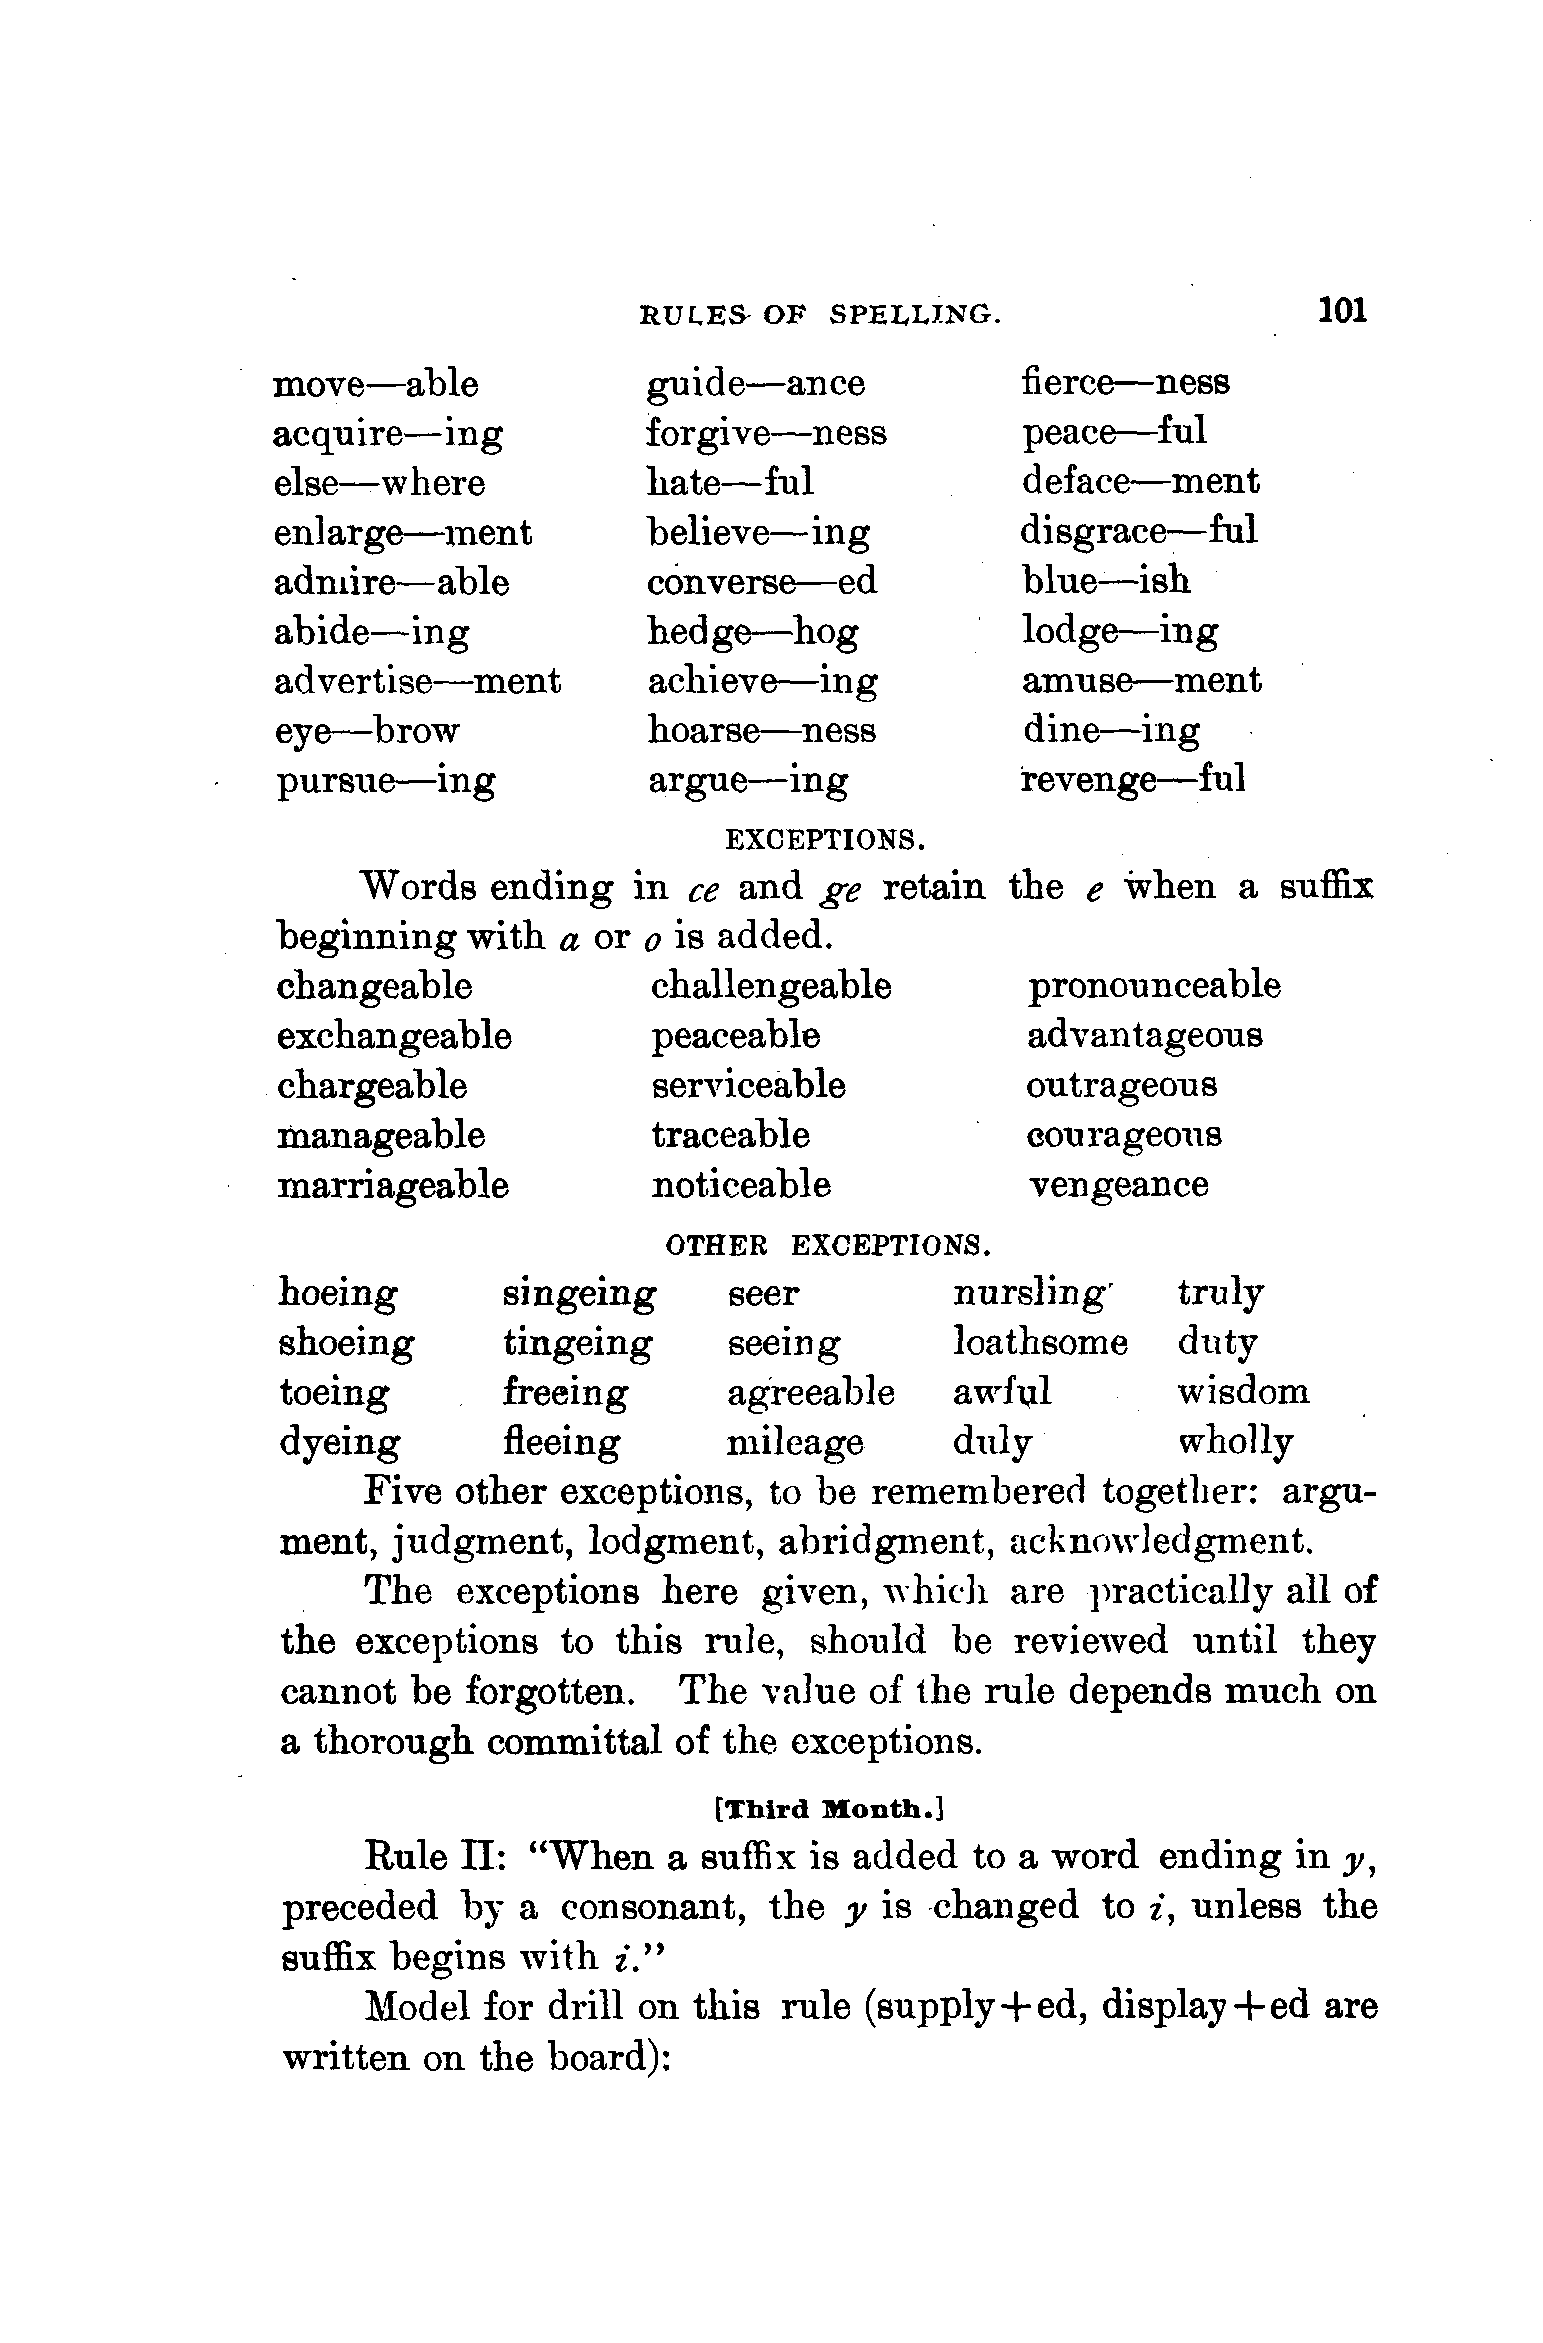 RULES OF SPELLING. 101
move—able guide—ance fierce—ness
acquire—ing forgive—ness peace—ful
else—where hate—ful deface—ment
enlarge—ment believe—ing disgrace—ful
admire—able converse—ed blue—ish
abide—ing hedge—hog lodge—ing
advertise—ment achieve—ing amuse—ment
eye—brow hoarse—ness dine—ing
pursue—ing argue—ing revenge—ful
EXCEPTIONS.
Words ending in ce and ge retain the e when a suffix
beginning with a or o is added.
changeable challengeable pronounceable
exchangeable peaceable advantageous
chargeable serviceable outrageous
manageable traceable courageous
marriageable noticeable vengeance
OTHER EXCEPTIONS.
hoeing singeing seer nursling truly
shoeing tingeing seeing loathsome duty
toeing freeing agreeable awful wisdom
dyeing fleeing mileage duly wholly
Five other exceptions, to be remembered together: argu-
ment, judgment, lodgment, abridgment, acknowledgment.
The exceptions here given, which are practically all of
the exceptions to this rule, should be reviewed until they
cannot be forgotten. The value of the rule depends much on
a thorough committal of the exceptions.
[Third Month.]
Rule II: “When a suffix is added to a word ending in y,
preceded by a consonant, the y is changed to i, unless the
suffix begins with i.”
Model for drill on this rule (supply+ed, display+ed are
written on the board):